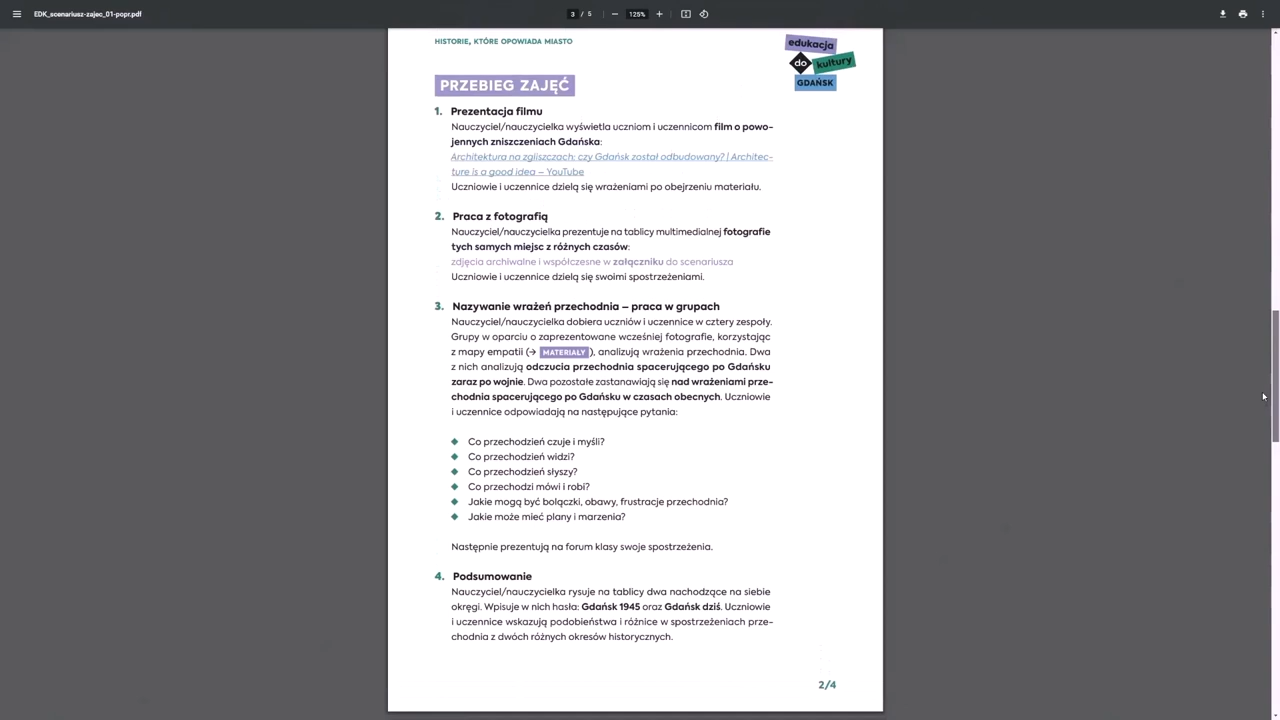 EDK_scenariusz-zajec_01-popr.pdf
3 / 5
125%
HISTORIE, KTÓRE OPOWIADA MIASTO
edukacja
do kultury
GDAŃSK
PRZEBIEG ZAJĘĆ
1. Prezentacja filmu
Nauczyciel/nauczycielka wyświetla uczniom i uczennicom film o powo-
jennych zniszczeniach Gdańska:
Architektura na zgliszczach: czy Gdańsk został odbudowany? | Architec-
ture is a good idea – YouTube
Uczniowie i uczennice dzielą się wrażeniami po obejrzeniu materiału.
2. Praca z fotografią
Nauczyciel/nauczycielka prezentuje na tablicy multimedialnej fotografie
tych samych miejsc z różnych czasów:
zdjęcia archiwalne i współczesne w załączniku do scenariusza
Uczniowie i uczennice dzielą się swoimi spostrzeżeniami.
3. Nazywanie wrażeń przechodnia – praca w grupach
Nauczyciel/nauczycielka dobiera uczniów i uczennice w cztery zespoły.
Grupy w oparciu o zaprezentowane wcześniej fotografie, korzystając
z mapy empatii (→ MATERIAŁY), analizują wrażenia przechodnia. Dwa
z nich analizują odczucia przechodnia spacerującego po Gdańsku
zaraz po wojnie. Dwa pozostałe zastanawiają się nad wrażeniami prze-
chodnia spacerującego po Gdańsku w czasach obecnych. Uczniowie
i uczennice odpowiadają na następujące pytania:
◆ Co przechodzień czuje i myśli?
◆ Co przechodzień widzi?
◆ Co przechodzień słyszy?
◆ Co przechodzi mówi i robi?
◆ Jakie mogą być bolączki, obawy, frustracje przechodnia?
◆ Jakie może mieć plany i marzenia?
Następnie prezentują na forum klasy swoje spostrzeżenia.
4. Podsumowanie
Nauczyciel/nauczycielka rysuje na tablicy dwa nachodzące na siebie
okręgi. Wpisuje w nich hasła: Gdańsk 1945 oraz Gdańsk dziś. Uczniowie
i uczennice wskazują podobieństwa i różnice w spostrzeżeniach prze-
chodnia z dwóch różnych okresów historycznych.
2/4